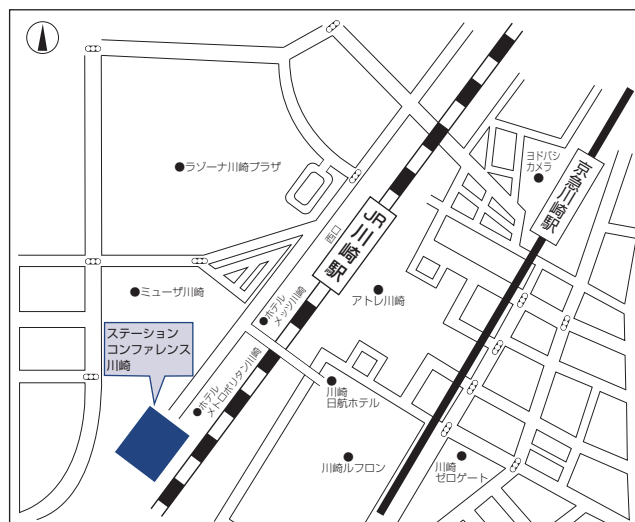 ヨドバシ
カメラ
京急川崎駅
ラゾーナ川崎プラザ
西口
JR川崎駅
ミューザ川崎
ホテル
メッツ川崎
アトレ川崎
ステーション
コンファレンス
川崎
ホテル
メトロポリタン川崎
川崎
日航ホテル
川崎ルフロン
川崎
ゼロゲート